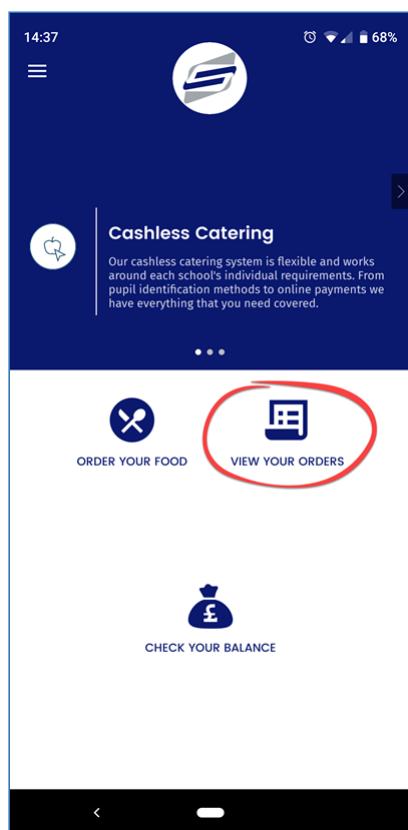 14:37
68%
Cashless Catering
Our cashless catering system is flexible and works
around each school's individual requirements. From
pupil identification methods to online payments we
have everything that you need covered.
ORDER YOUR FOOD
VIEW YOUR ORDERS
£
CHECK YOUR BALANCE